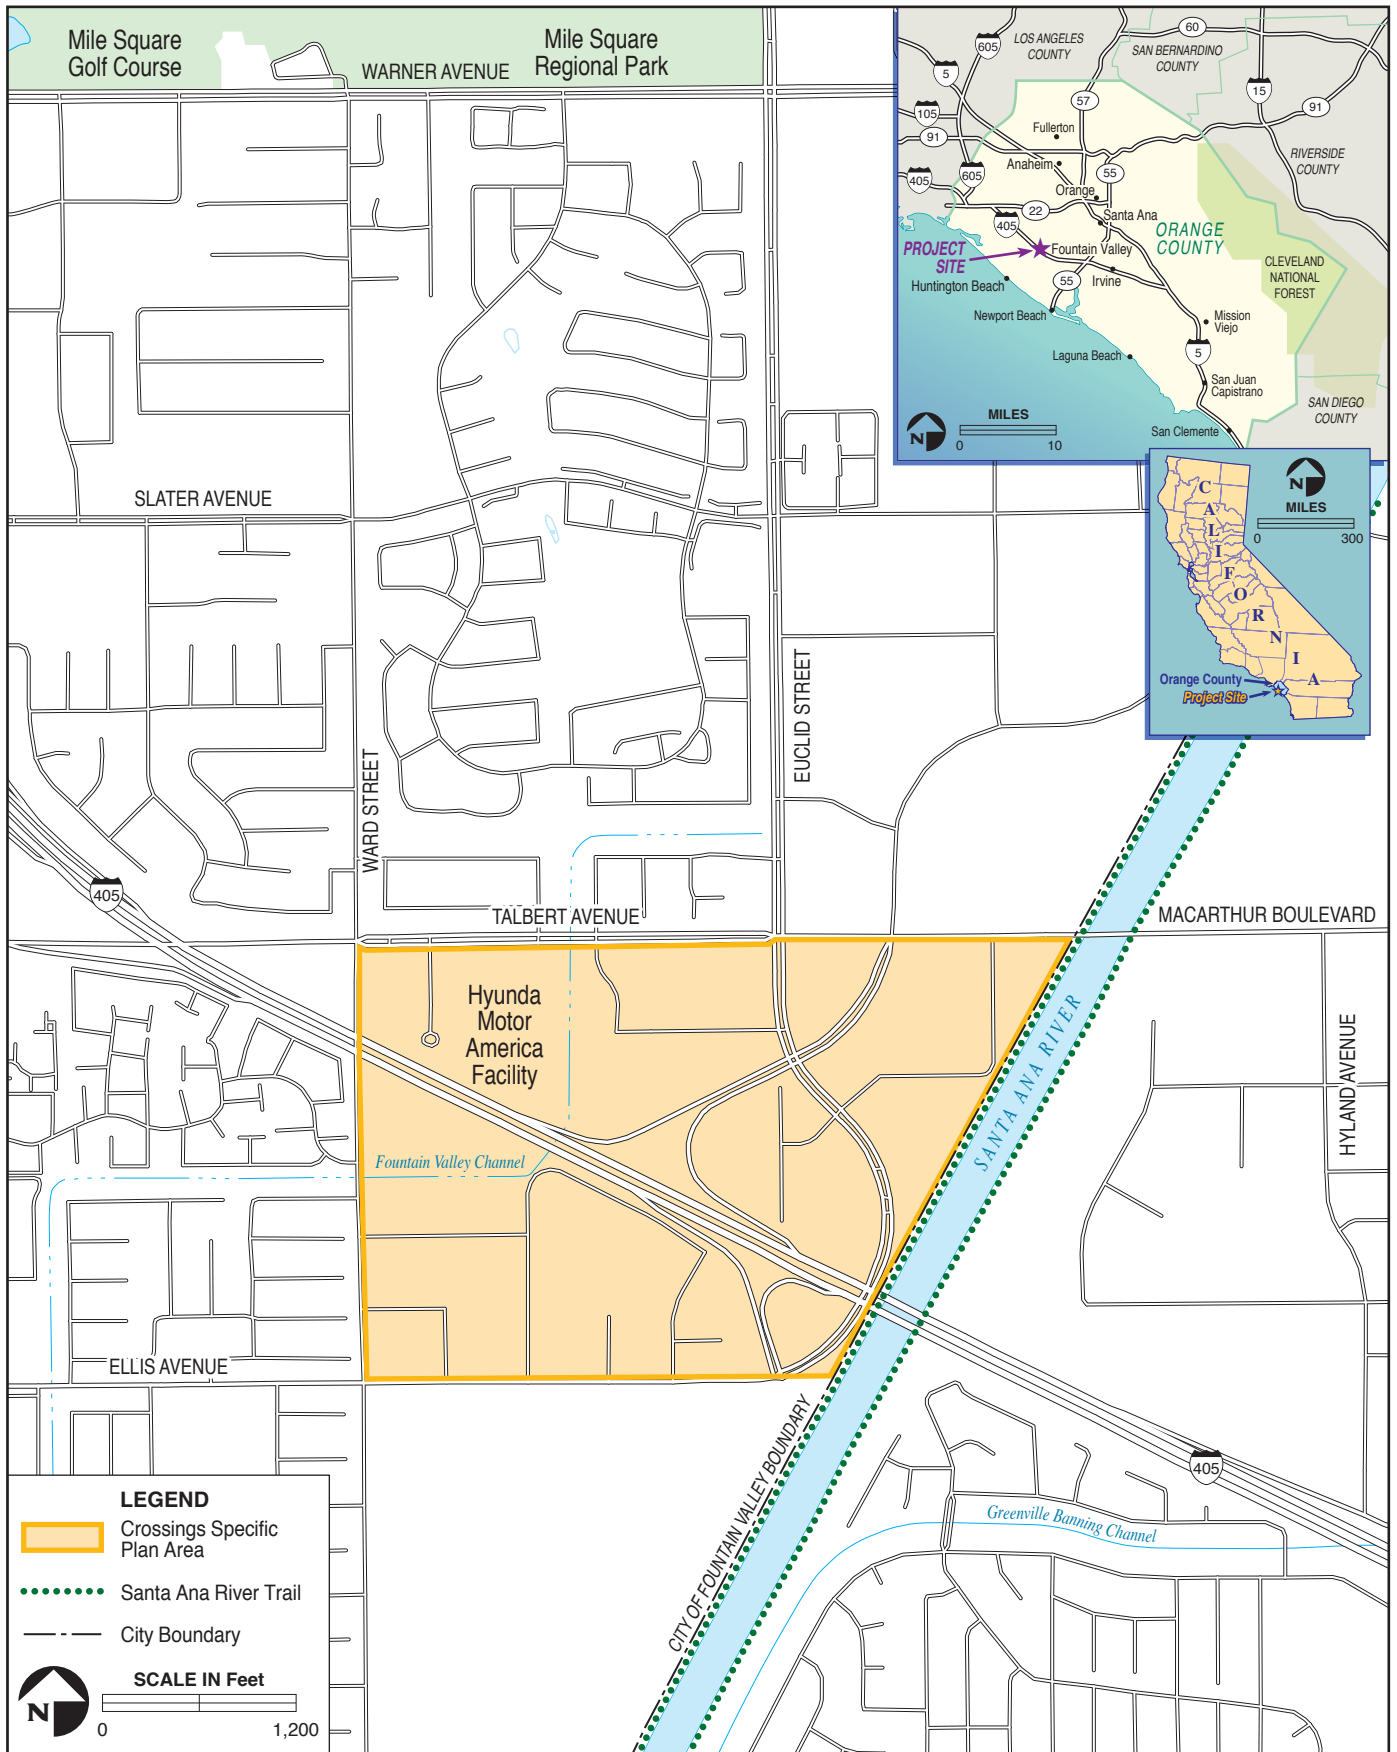 Mile Square
Golf Course
Mile Square
Regional Park
WARNER AVENUE
SLATER AVENUE
WARD STREET
EUCLID STREET
TALBERT AVENUE
MACARTHUR BOULEVARD
HYLAND AVENUE
405
Hyunda
Motor
America
Facility
Fountain Valley Channel
SANTA ANA RIVER
ELLIS AVENUE
CITY OF FOUNTAIN VALLEY BOUNDARY
405
Greenville Banning Channel
LEGEND
Crossings Specific
Plan Area
Santa Ana River Trail
City Boundary
N
SCALE IN Feet
0
1,200
LOS ANGELES
COUNTY
SAN BERNARDINO
COUNTY
RIVERSIDE
COUNTY
SAN DIEGO
COUNTY
ORANGE
COUNTY
CLEVELAND
NATIONAL
FOREST
605
60
5
57
15
91
105
91
405
605
55
22
405
55
5
Fullerton
Anaheim
Orange
Santa Ana
Fountain Valley
PROJECT
SITE
Huntington Beach
Irvine
Newport Beach
Mission
Viejo
Laguna Beach
San Juan
Capistrano
San Clemente
N
MILES
0
10
CALIFORNIA
N
MILES
0
300
Orange County
Project Site